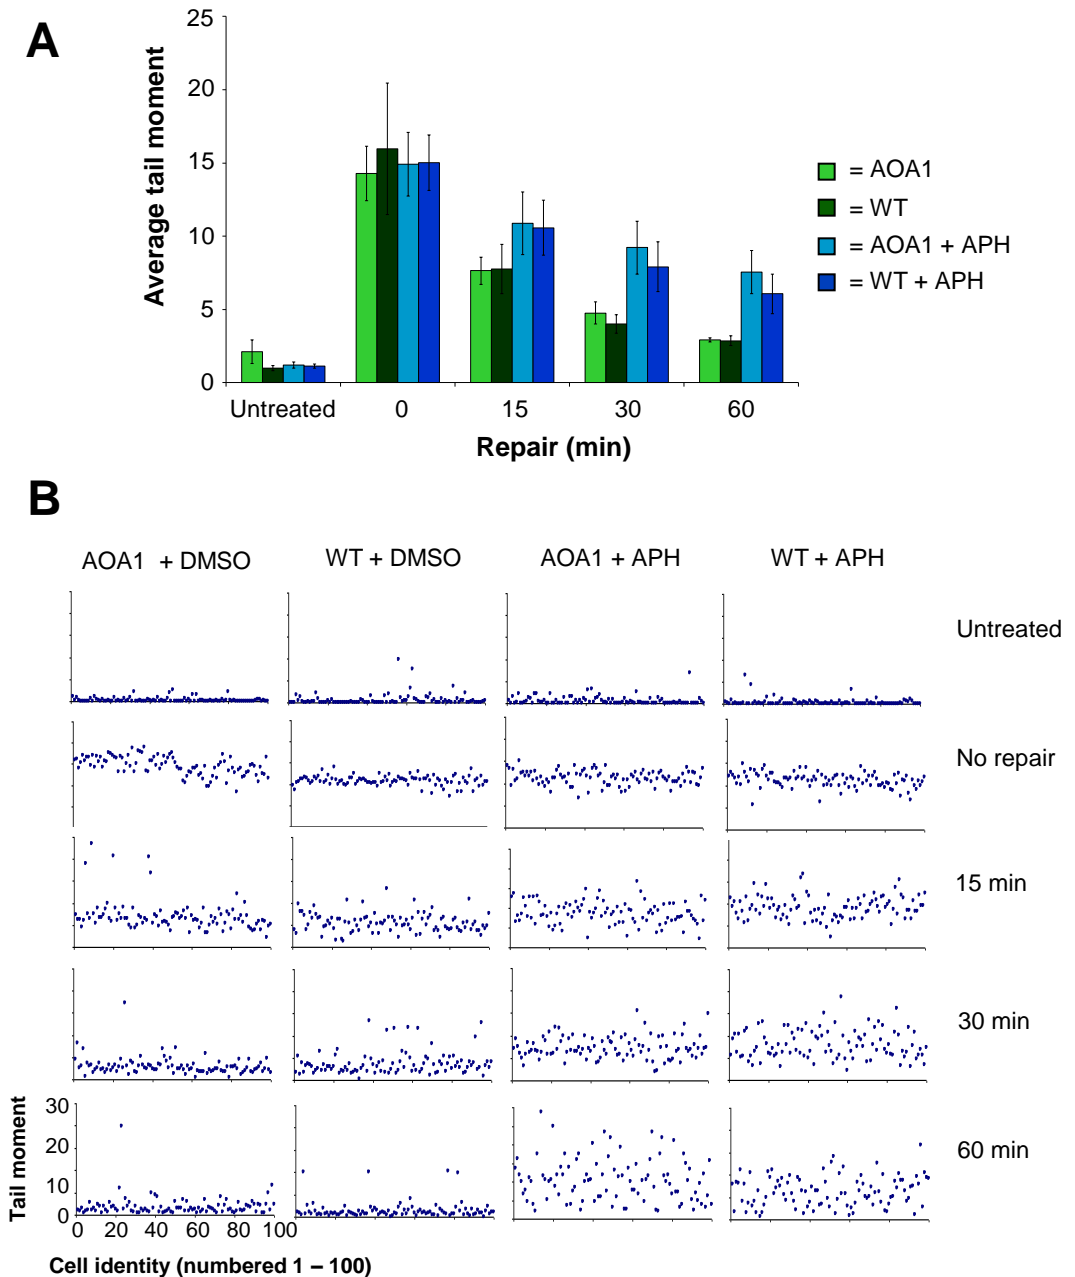 A
Average tail moment
25
20
15
10
5
0
Untreated 0 15 30 60
Repair (min)
= AOA1
= WT
= AOA1 + APH
= WT + APH
B
AOA1 + DMSO WT + DMSO AOA1 + APH WT + APH
Untreated
No repair
15 min
30 min
60 min
Tail moment
30
20
10
0
0 20 40 60 80 100
Cell identity (numbered 1 – 100)